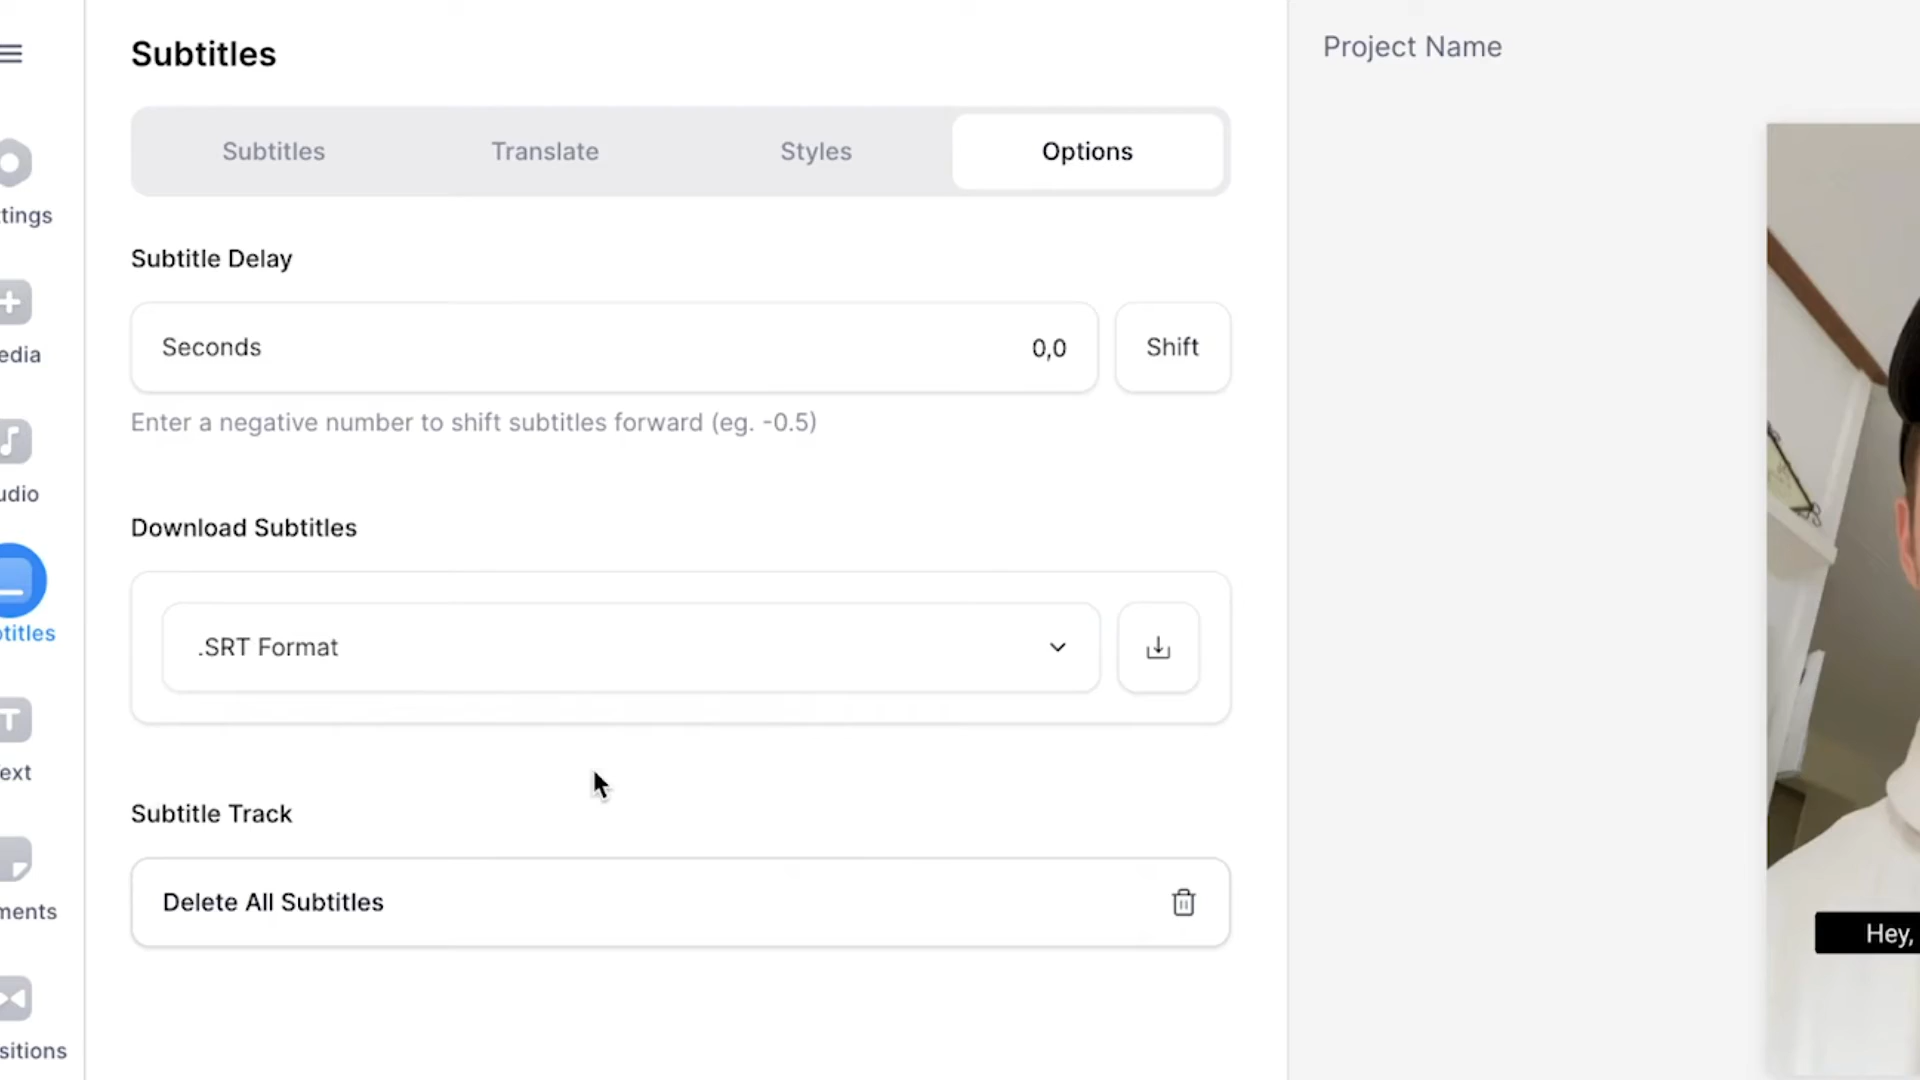 Subtitles
Project Name
Subtitles
Translate
Styles
Options
tings
Subtitle Delay
Seconds
0,0
Shift
edia
Enter a negative number to shift subtitles forward (eg. -0.5)
udio
Download Subtitles
.SRT Format
titles
ext
Subtitle Track
Delete All Subtitles
ments
Hey,
sitions